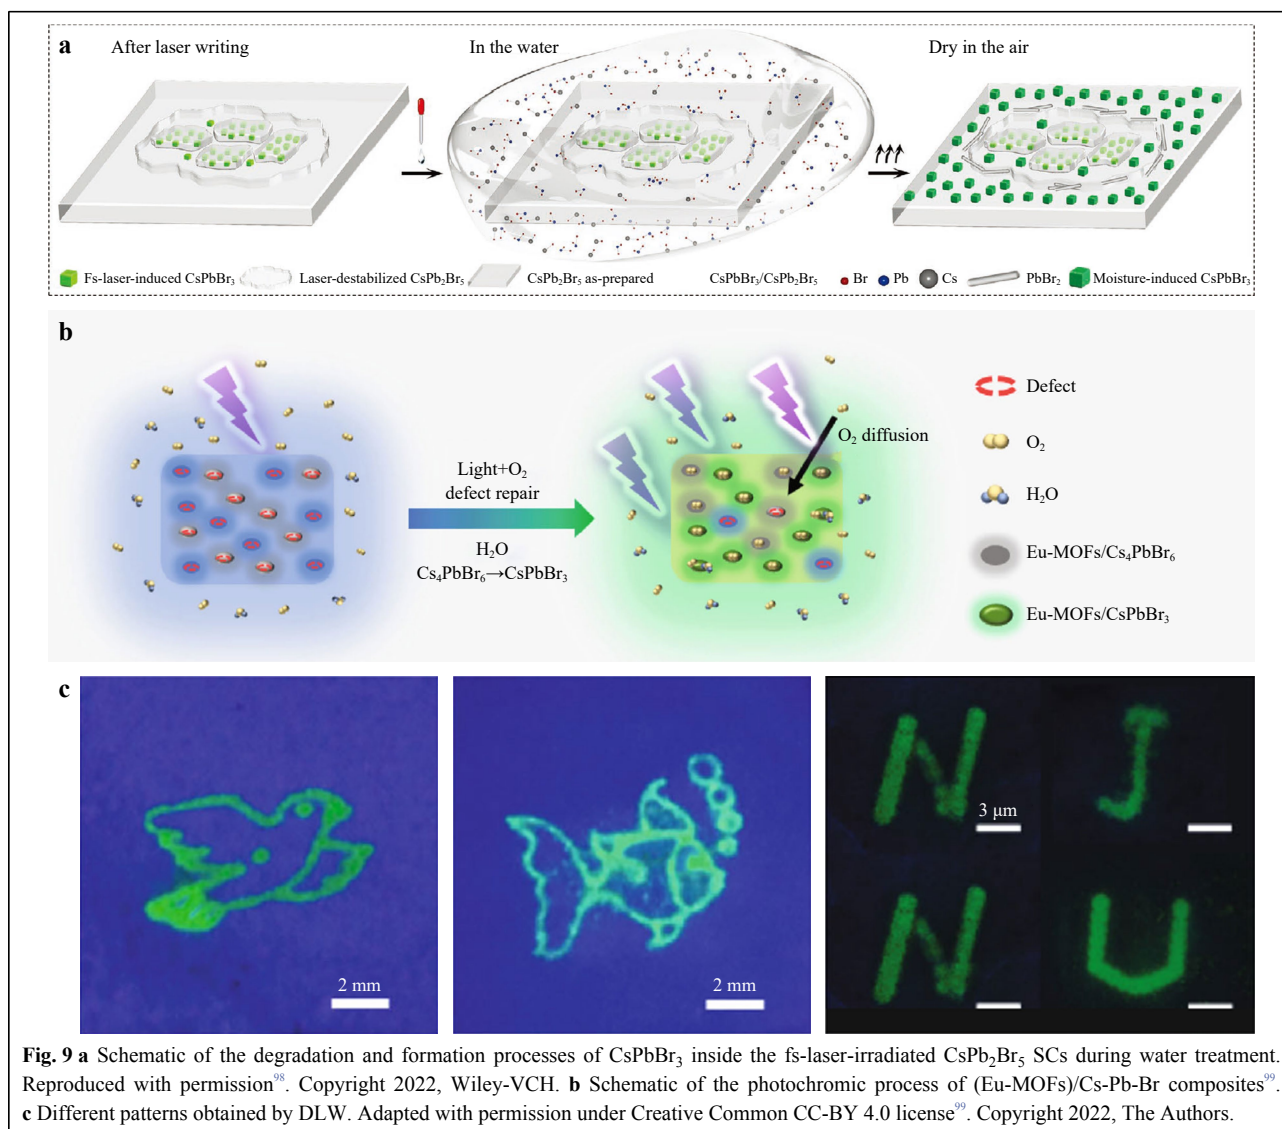 a After laser writing In the water Dry in the air
Fs-laser-induced CsPbBr₃ Laser-destabilized CsPb₂Br₅ CsPb₂Br₅ as-prepared CsPbBr₃/CsPb₂Br₅ Br Pb Cs PbBr₂ Moisture-induced CsPbBr₃
b
Light+O₂
defect repair
H₂O
Cs₄PbBr₆→CsPbBr₃
O₂ diffusion
Defect
O₂
H₂O
Eu-MOFs/Cs₄PbBr₆
Eu-MOFs/CsPbBr₃
c
2 mm
2 mm
N J
3 μm
N U
Fig. 9 a Schematic of the degradation and formation processes of CsPbBr₃ inside the fs-laser-irradiated CsPb₂Br₅ SCs during water treatment.
Reproduced with permission⁹⁸. Copyright 2022, Wiley-VCH. b Schematic of the photochromic process of (Eu-MOFs)/Cs-Pb-Br composites⁹⁹.
c Different patterns obtained by DLW. Adapted with permission under Creative Common CC-BY 4.0 license⁹⁹. Copyright 2022, The Authors.